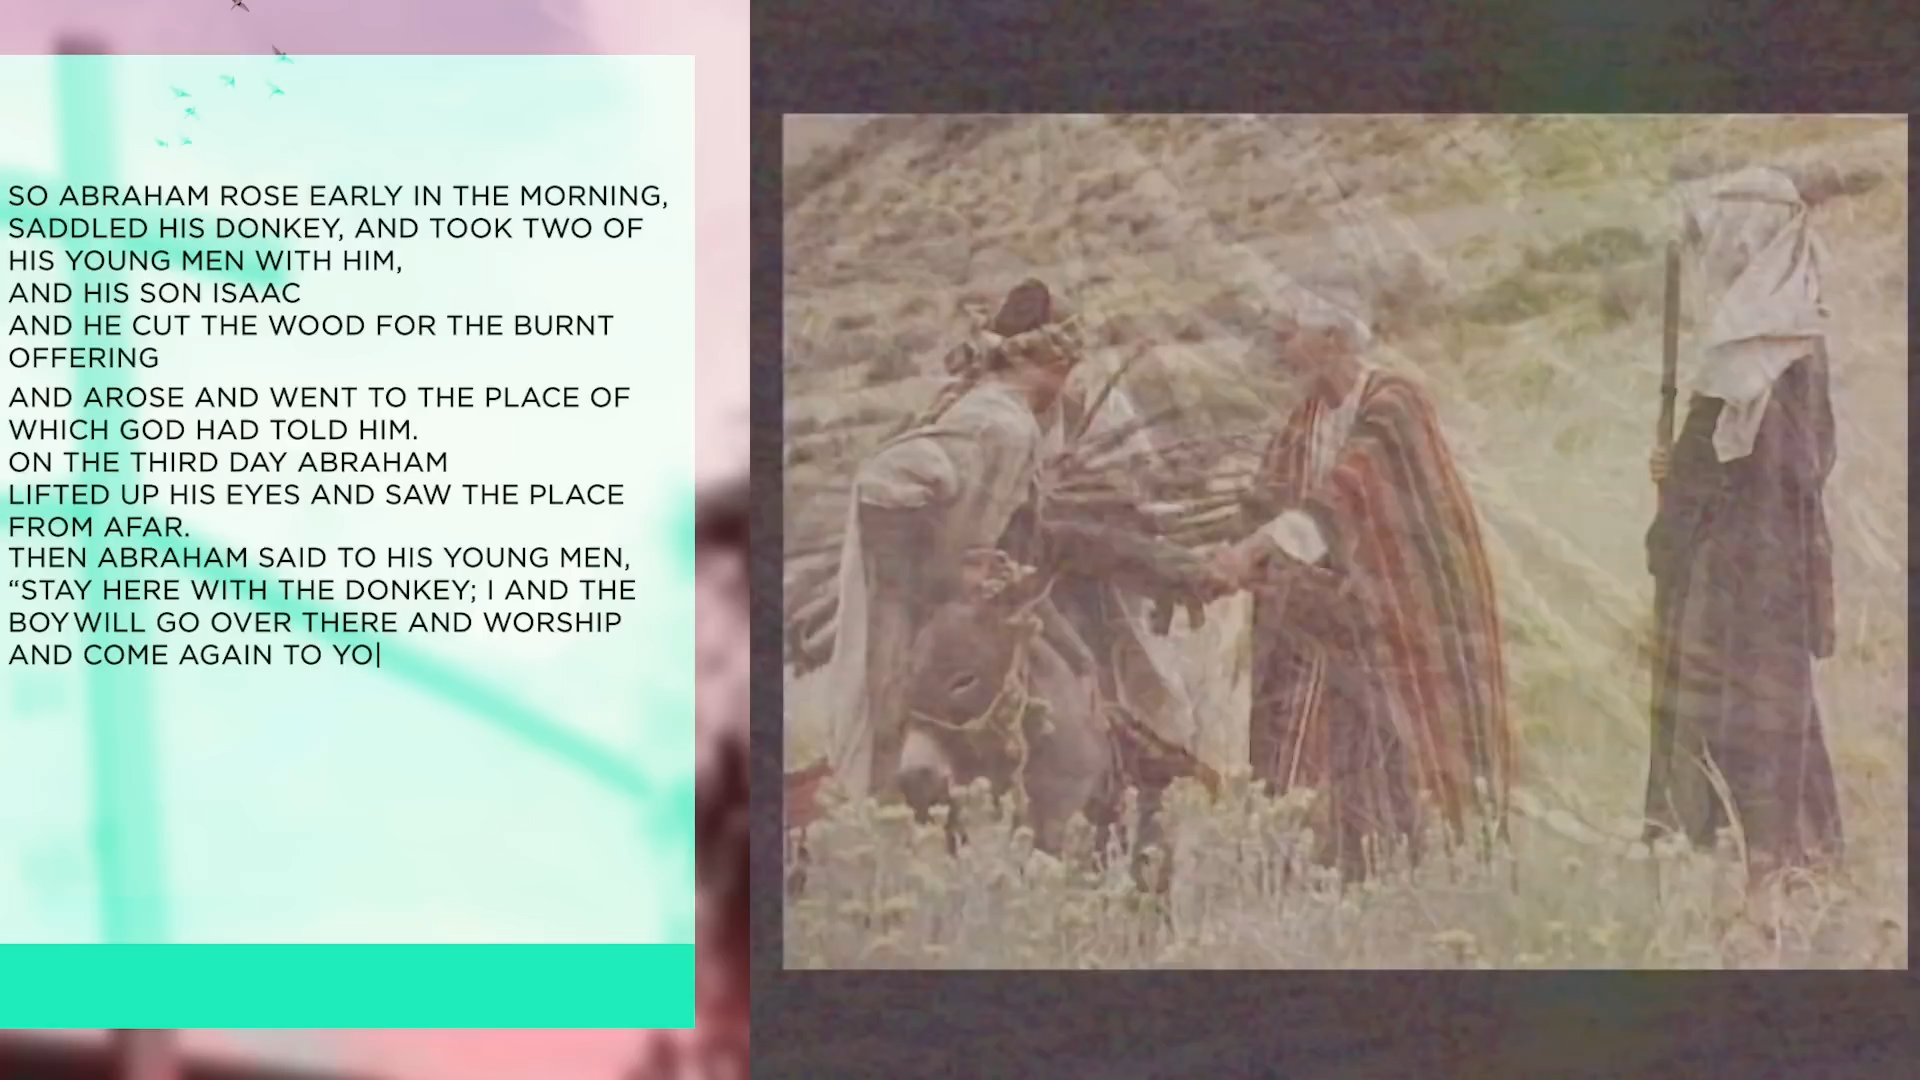 SO ABRAHAM ROSE EARLY IN THE MORNING,
SADDLED HIS DONKEY, AND TOOK TWO OF
HIS YOUNG MEN WITH HIM,
AND HIS SON ISAAC
AND HE CUT THE WOOD FOR THE BURNT
OFFERING
AND AROSE AND WENT TO THE PLACE OF
WHICH GOD HAD TOLD HIM.
ON THE THIRD DAY ABRAHAM
LIFTED UP HIS EYES AND SAW THE PLACE
FROM AFAR.
THEN ABRAHAM SAID TO HIS YOUNG MEN,
“STAY HERE WITH THE DONKEY; I AND THE
BOY WILL GO OVER THERE AND WORSHIP
AND COME AGAIN TO YO|